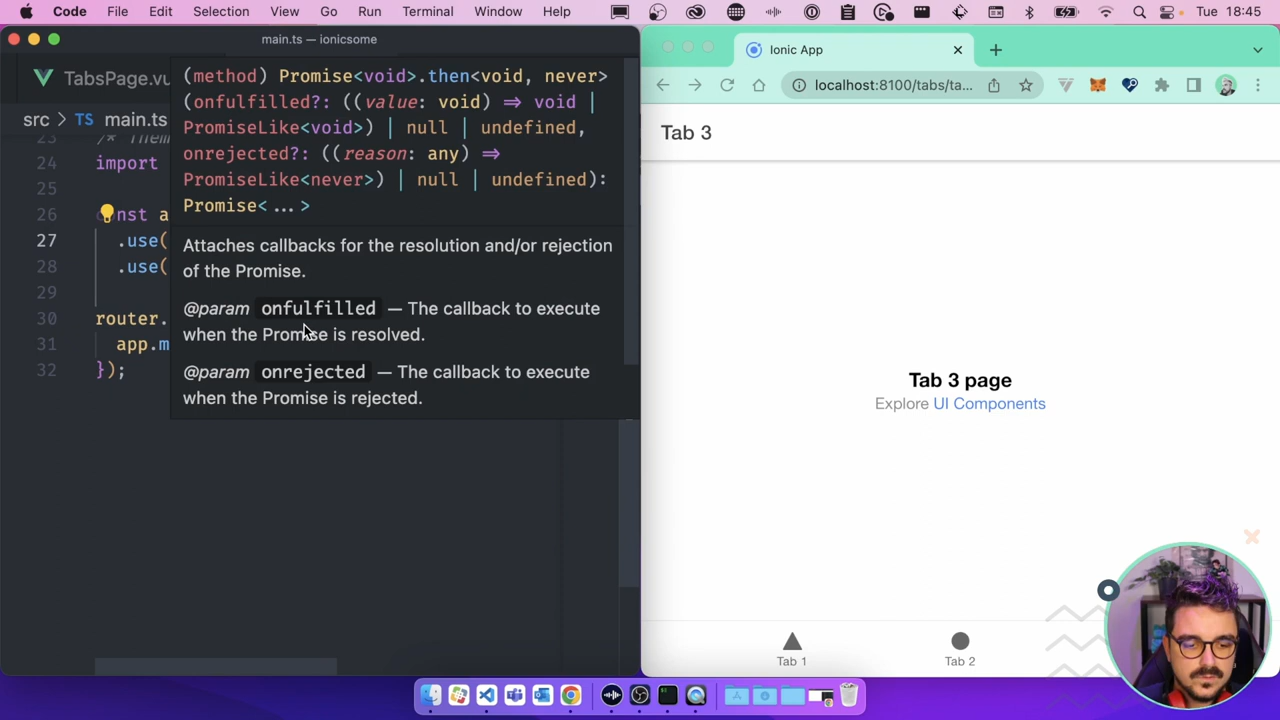 Code File Edit Selection View Go Run Terminal Window Help Tue 18:45
main.ts — ionicsome
TabsPage.vu
src > TS main.ts
(method) Promise<void>.then<void, never>
(onfulfilled?: ((value: void) ⇒ void |
PromiseLike<void>) | null | undefined,
onrejected?: ((reason: any) ⇒
PromiseLike<never>) | null | undefined):
Promise< ... >
Attaches callbacks for the resolution and/or rejection
of the Promise.
@param onfulfilled — The callback to execute
when the Promise is resolved.
@param onrejected — The callback to execute
when the Promise is rejected.
23 /* Them
24 import
25
26 const a
27 .use(
28 .use(
29
30 router.
31 app.m
32 });
Ionic App
localhost:8100/tabs/ta...
Tab 3
Tab 3 page
Explore UI Components
Tab 1 Tab 2